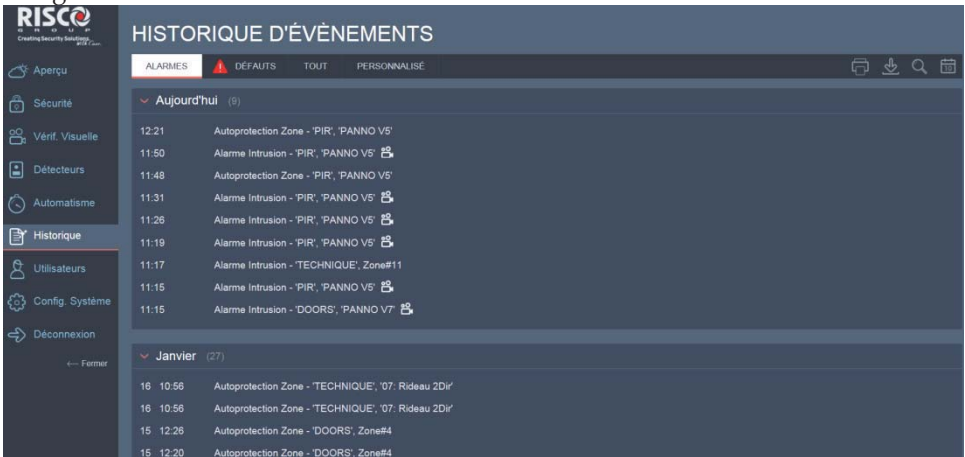 RISCO
GROUP
Creating Security Solutions
HISTORIQUE D'ÉVÈNEMENTS
ALARMES DÉFAUTS TOUT PERSONNALISÉ
Aperçu
Sécurité
Vérif. Visuelle
Détecteurs
Automatisme
Historique
Utilisateurs
Config. Système
Déconnexion
← Fermer
Aujourd'hui (9)
12:21 Autoprotection Zone - 'PIR', 'PANNO V5'
11:50 Alarme Intrusion - 'PIR', 'PANNO V5'
11:48 Autoprotection Zone - 'PIR', 'PANNO V5'
11:31 Alarme Intrusion - 'PIR', 'PANNO V5'
11:26 Alarme Intrusion - 'PIR', 'PANNO V5'
11:19 Alarme Intrusion - 'PIR', 'PANNO V5'
11:17 Alarme Intrusion - 'TECHNIQUE', Zone#11
11:15 Alarme Intrusion - 'PIR', 'PANNO V5'
11:15 Alarme Intrusion - 'DOORS', 'PANNO V7'
Janvier (27)
16 10:56 Autoprotection Zone - 'TECHNIQUE', '07: Rideau 2Dir'
16 10:56 Autoprotection Zone - 'TECHNIQUE', '07: Rideau 2Dir'
15 12:26 Autoprotection Zone - 'DOORS', Zone#4
15 12:20 Autoprotection Zone - 'DOORS', Zone#4